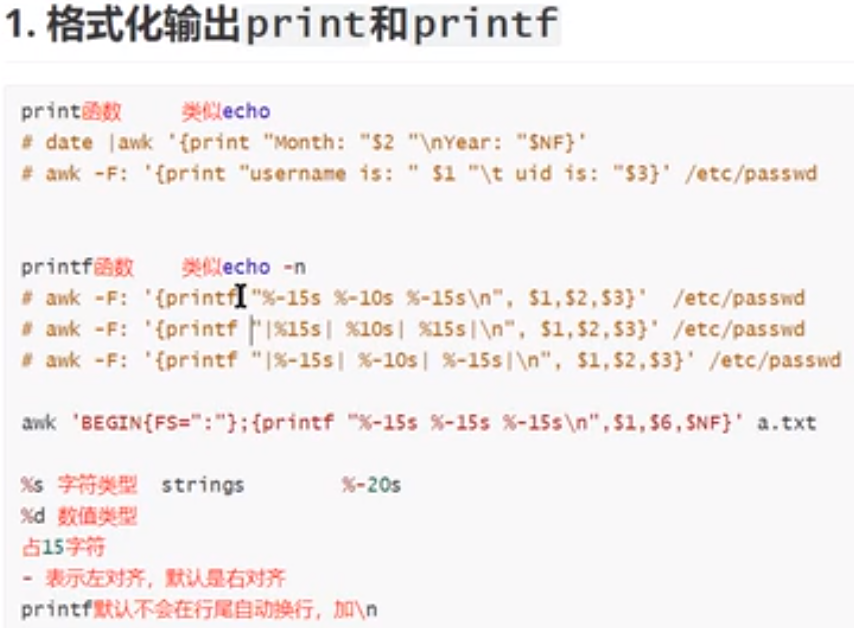 1. 格式化输出print和printf
print函数 类似echo
# date |awk '{print "Month: "$2 "\nYear: "$NF}'
# awk -F: '{print "username is: " $1 "\t uid is: "$3}' /etc/passwd
printf函数 类似echo -n
# awk -F: '{printf "%-15s %-10s %-15s\n", $1,$2,$3}' /etc/passwd
# awk -F: '{printf "|%15s| %10s| %15s|\n", $1,$2,$3}' /etc/passwd
# awk -F: '{printf "|%-15s| %-10s| %-15s|\n", $1,$2,$3}' /etc/passwd
awk 'BEGIN{FS=":"};{printf "%-15s %-15s %-15s\n",$1,$6,$NF}' a.txt
%s 字符类型 strings %-20s
%d 数值类型
占15字符
- 表示左对齐，默认是右对齐
printf默认不会在行尾自动换行，加\n